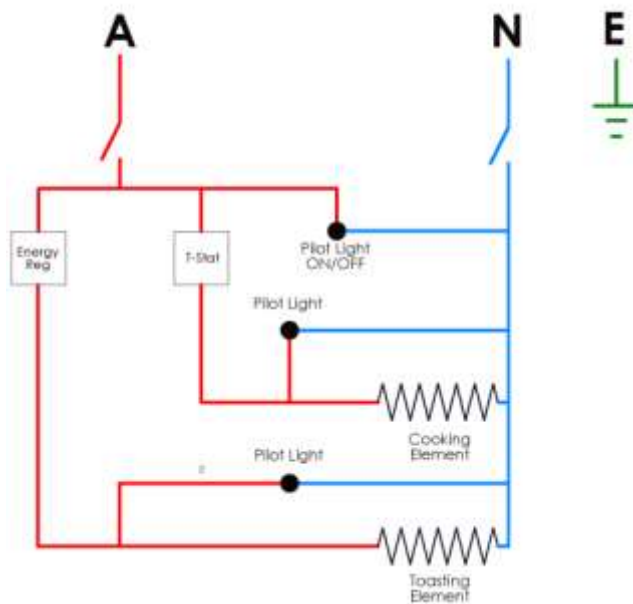 A N E
Energy
Reg
T-Stat
Pilot Light
ON/OFF
Pilot Light
Cooking
Element
Pilot Light
Toasting
Element